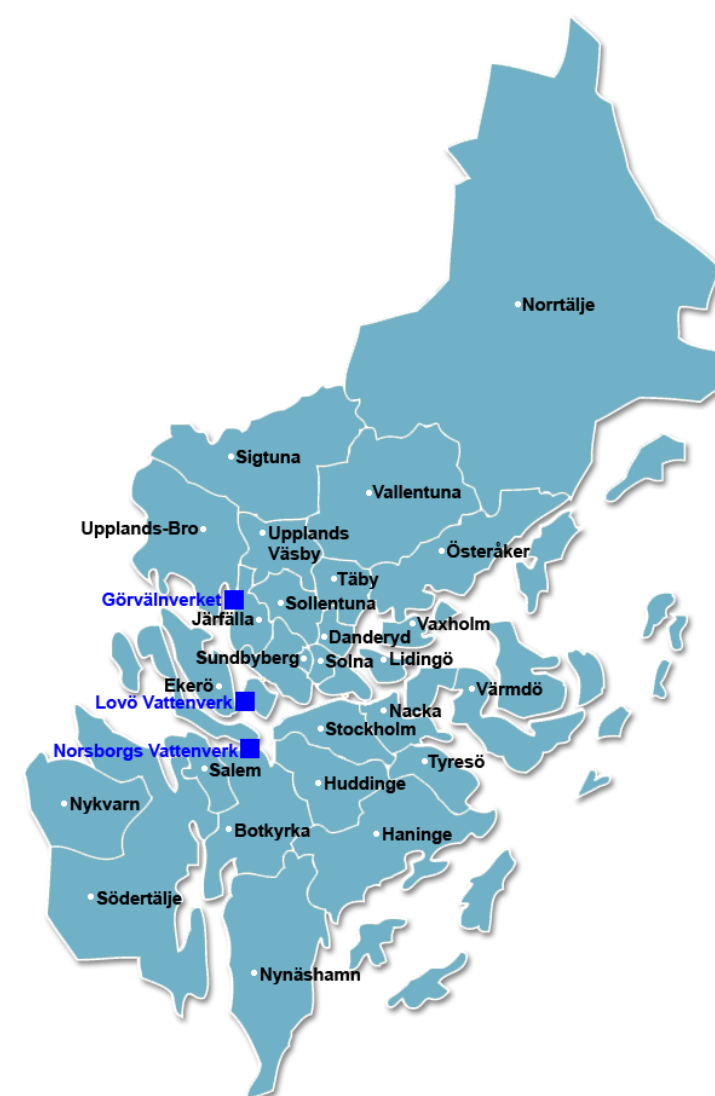 Norrtälje
Sigtuna
Vallentuna
Upplands-Bro
Upplands
Väsby
Österåker
Täby
Görvälnverket
Sollentuna
Järfälla
Vaxholm
Danderyd
Sundbyberg
Solna
Lidingö
Ekerö
Värmdö
Lovö Vattenverk
Nacka
Stockholm
Norsborgs Vattenverk
Tyresö
Salem
Huddinge
Nykvarn
Botkyrka
Haninge
Södertälje
Nynäshamn